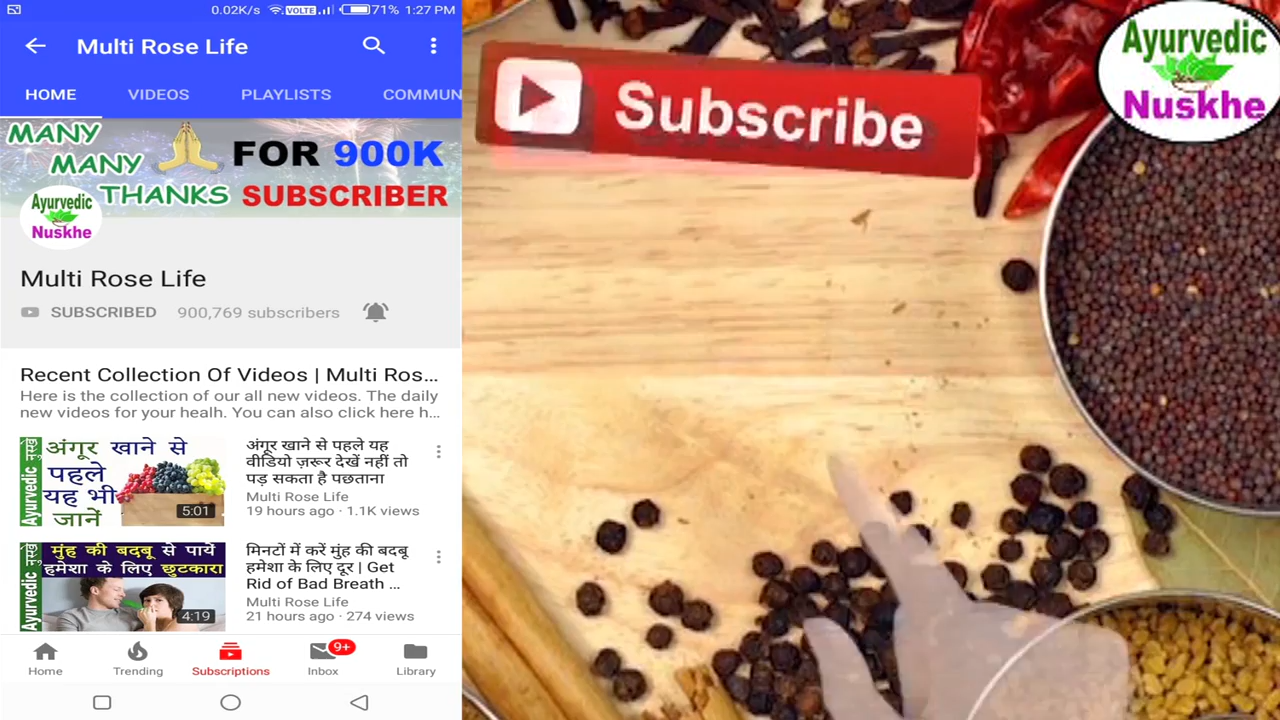 0.02K/s VOLTE 71% 1:27 PM
Multi Rose Life
HOME VIDEOS PLAYLISTS COMMUN
MANY
MANY
THANKS
FOR 900K
SUBSCRIBER
Ayurvedic
Nuskhe
Multi Rose Life
SUBSCRIBED 900,769 subscribers
Recent Collection Of Videos | Multi Ros...
Here is the collection of our all new videos. The daily
new videos for your healh. You can also click here h...
Ayurvedic नुस्खे
अंगूर खाने से
पहले
यह भी
जानें
5:01
अंगूर खाने से पहले यह
वीडियो ज़रूर देखें नहीं तो
पड़ सकता है पछताना
Multi Rose Life
19 hours ago · 1.1K views
Ayurvedic नुस्खे
मुंह की बदबू से पायें
हमेशा के लिए छुटकारा
4:19
मिनटों में करें मुंह की बदबू
हमेशा के लिए दूर | Get
Rid of Bad Breath ...
Multi Rose Life
21 hours ago · 274 views
Home Trending Subscriptions Inbox 9+ Library
Subscribe
Ayurvedic
Nuskhe